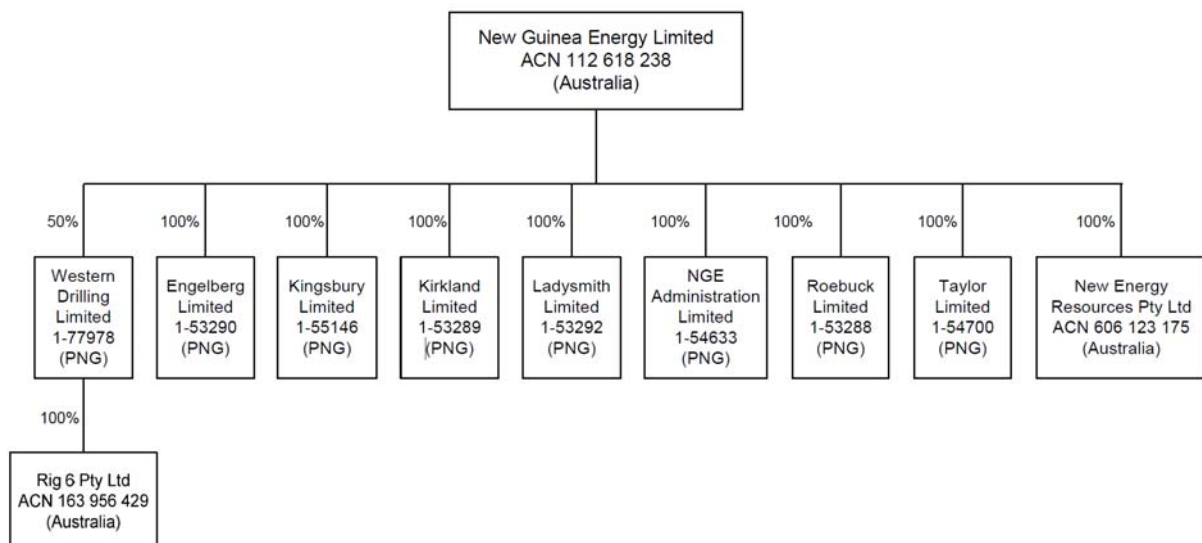 New Guinea Energy Limited
ACN 112 618 238
(Australia)
50%
100%
100%
100%
100%
100%
100%
100%
100%
Western
Drilling
Limited
1-77978
(PNG)
Engelberg
Limited
1-53290
(PNG)
Kingsbury
Limited
1-55146
(PNG)
Kirkland
Limited
1-53289
(PNG)
Ladysmith
Limited
1-53292
(PNG)
NGE
Administration
Limited
1-54633
(PNG)
Roebuck
Limited
1-53288
(PNG)
Taylor
Limited
1-54700
(PNG)
New Energy
Resources Pty Ltd
ACN 606 123 175
(Australia)
100%
Rig 6 Pty Ltd
ACN 163 956 429
(Australia)